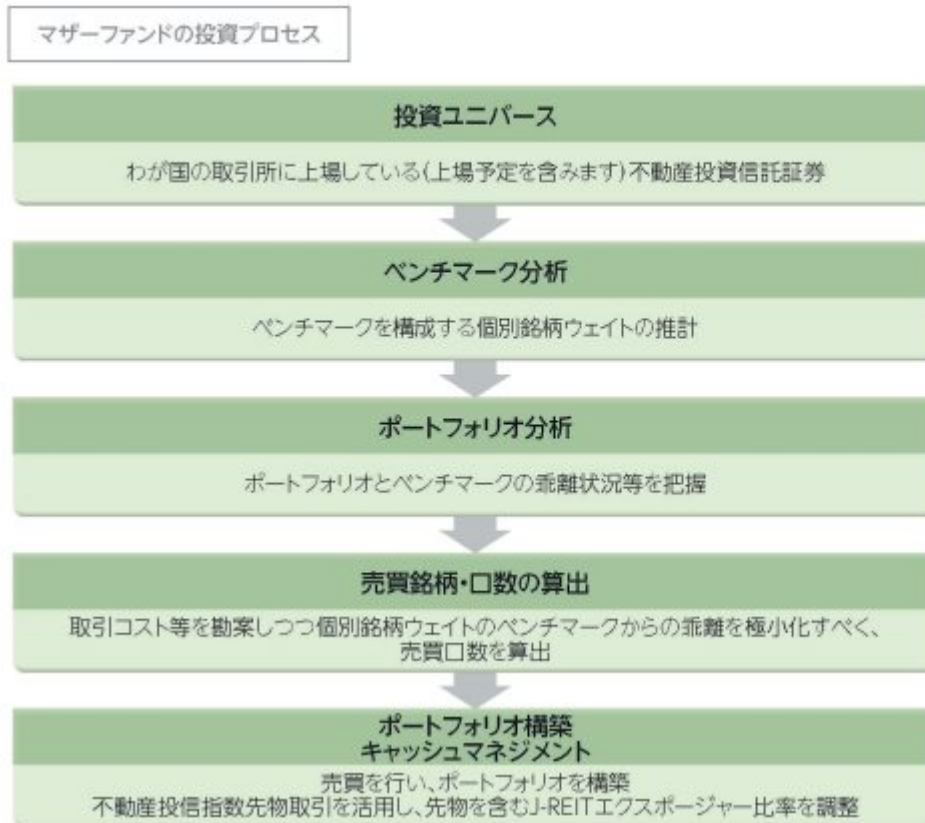 マザーファンドの投資プロセス
投資ユニバース
わが国の取引所に上場している(上場予定を含みます)不動産投資信託証券
ベンチマーク分析
ベンチマークを構成する個別銘柄ウェイトの推計
ポートフォリオ分析
ポートフォリオとベンチマークの乖離状況等を把握
売買銘柄・口数の算出
取引コスト等を勘案しつつ個別銘柄ウェイトのベンチマークからの乖離を極小化すべく、
売買口数を算出
ポートフォリオ構築
キャッシュマネジメント
売買を行い、ポートフォリオを構築
不動産投信指数先物取引を活用し、先物を含むJ-REITエクスポージャー比率を調整